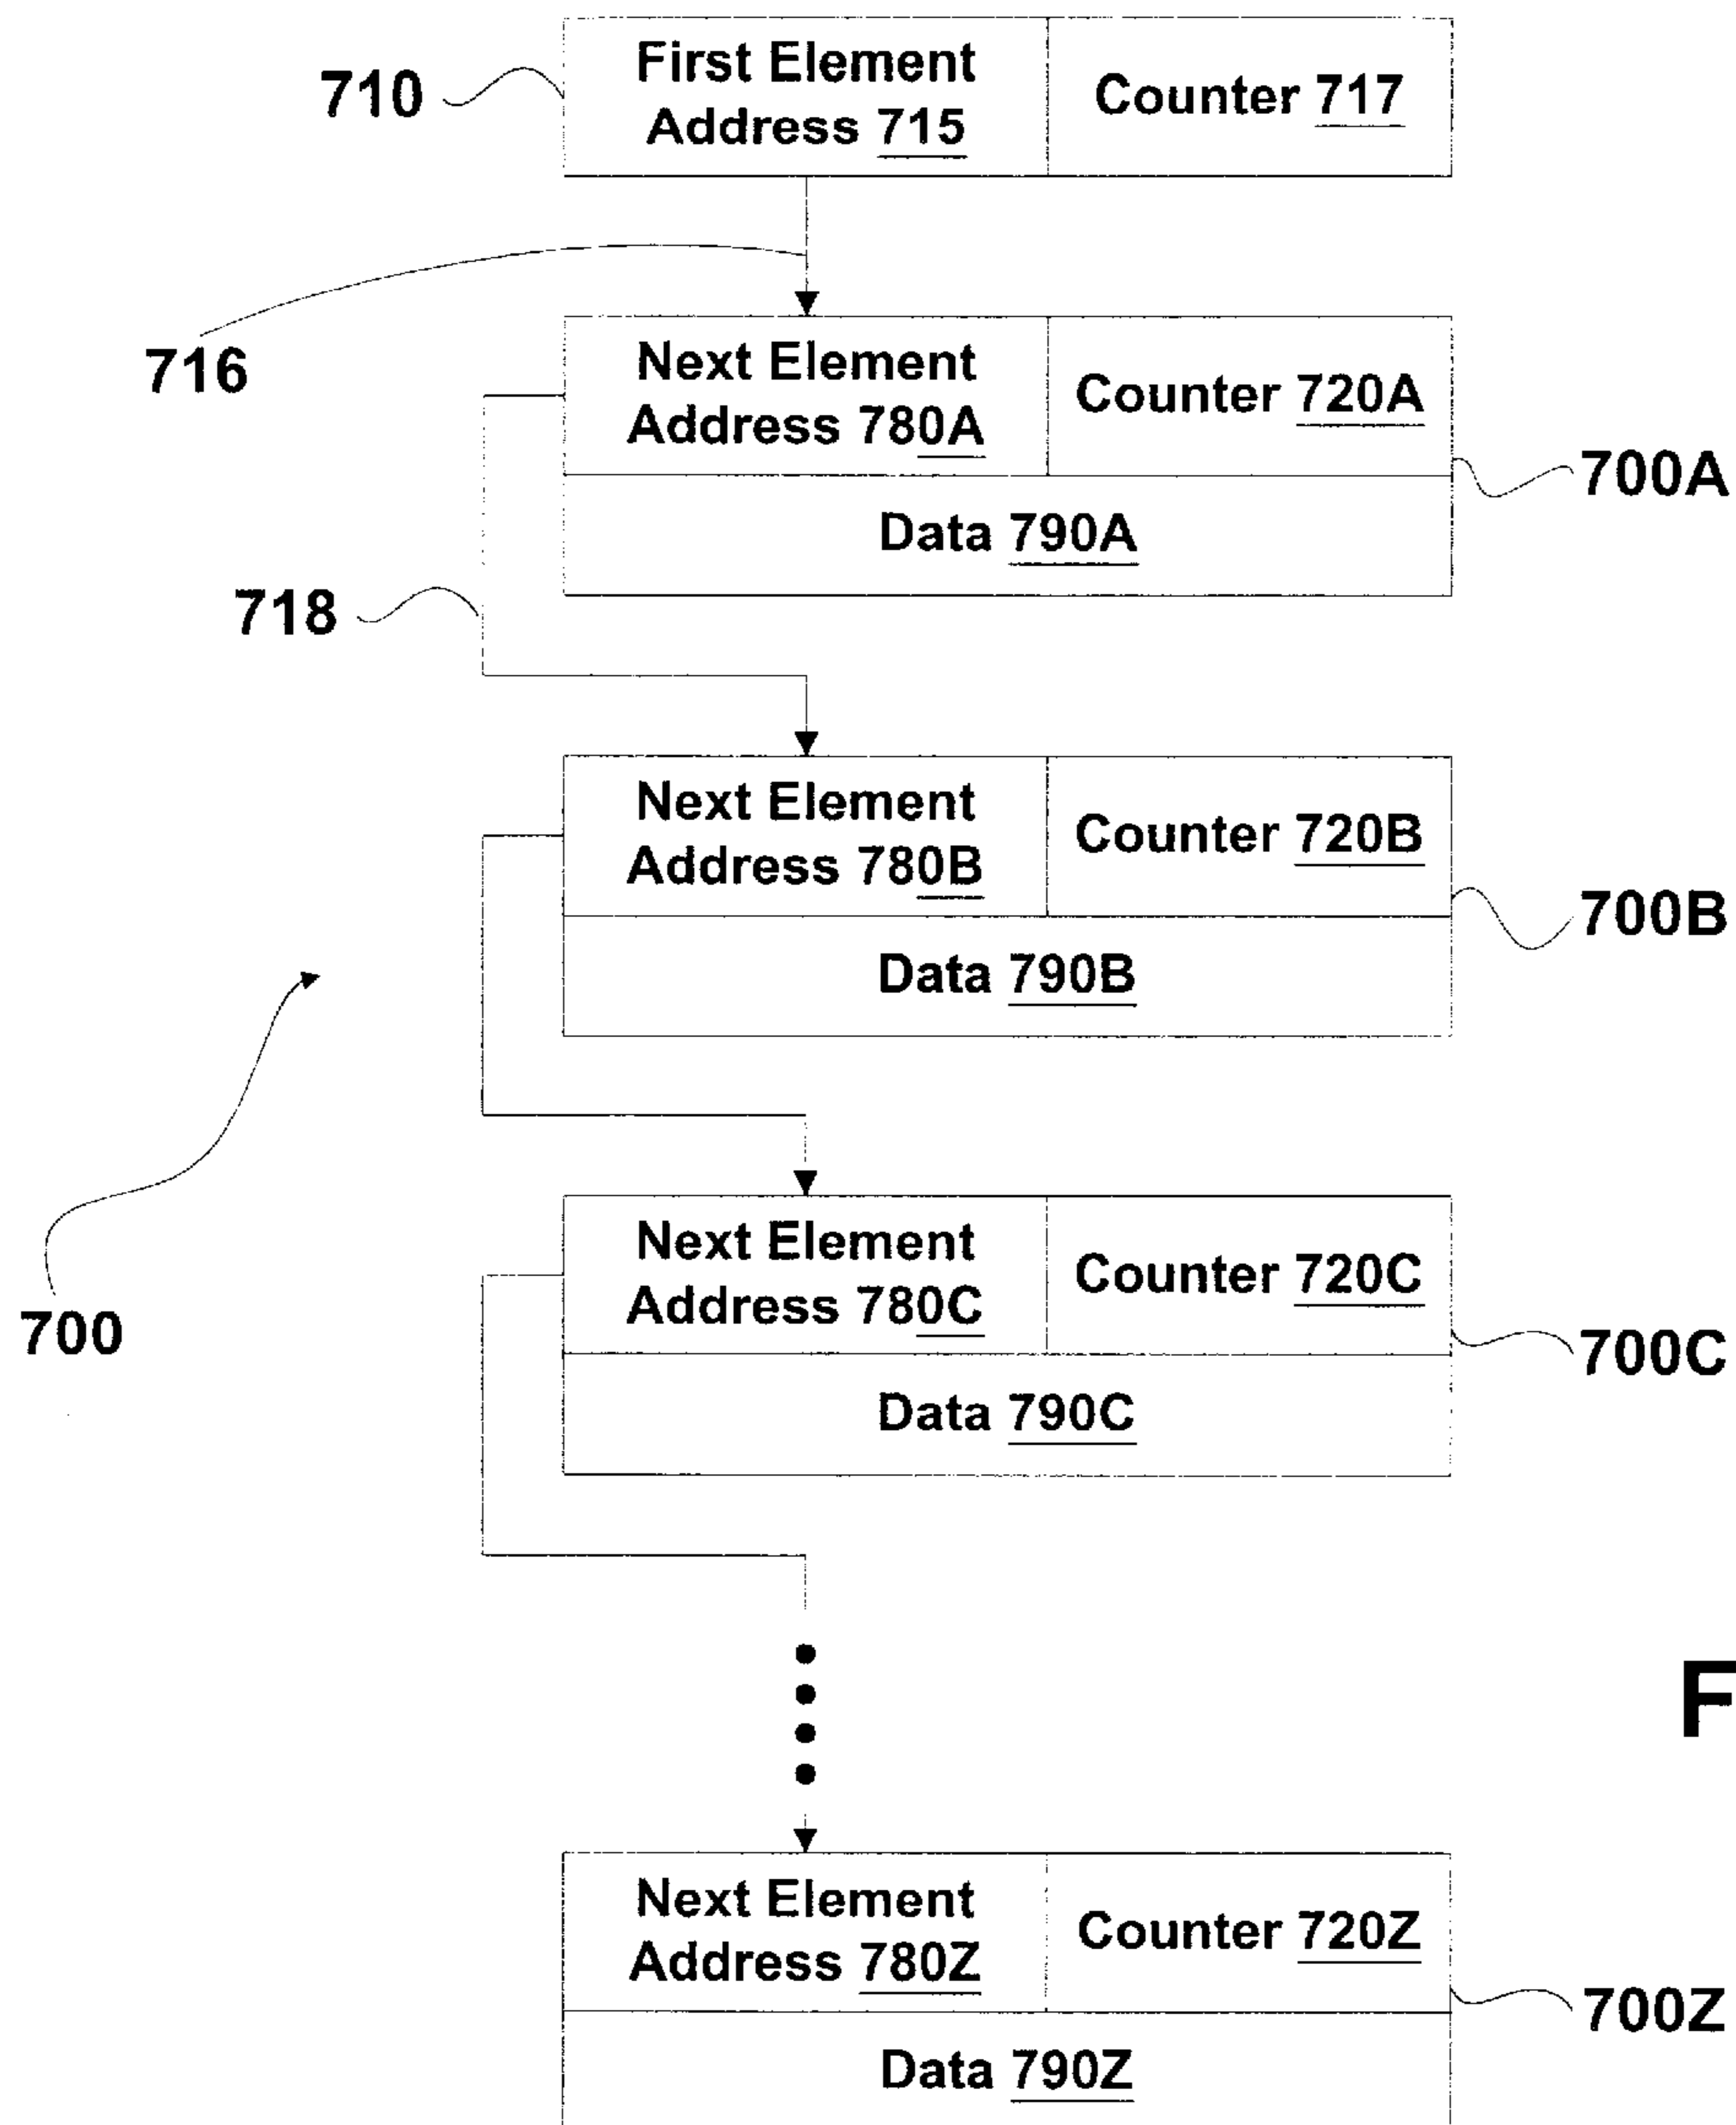 710
First Element
Address 715
Counter 717
716
Next Element
Address 780A
Counter 720A
700A
Data 790A
718
Next Element
Address 780B
Counter 720B
700B
Data 790B
700
Next Element
Address 780C
Counter 720C
700C
Data 790C
F
Next Element
Address 780Z
Counter 720Z
700Z
Data 790Z